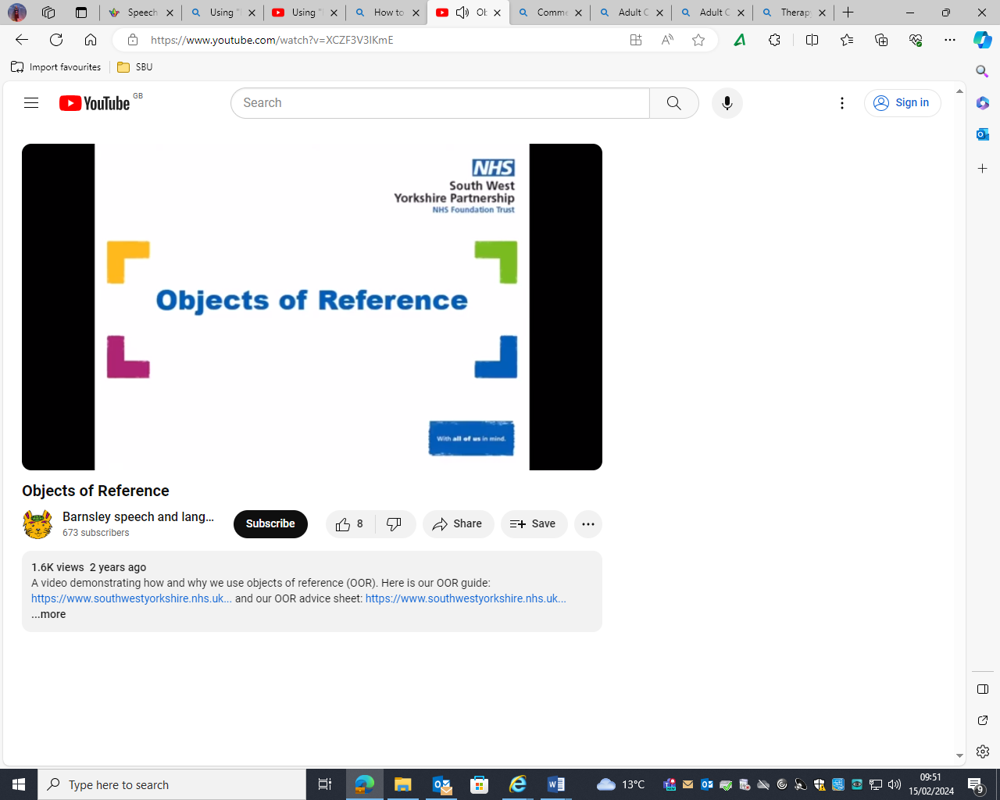 Speech
Using "
Using "
How to
Ob
Comme
Adult C
Adult C
Therap
https://www.youtube.com/watch?v=XCZF3V3IKmE
Import favourites
SBU
YouTube GB
Search
Sign in
NHS
South West
Yorkshire Partnership
NHS Foundation Trust
Objects of Reference
With all of us in mind.
Objects of Reference
Barnsley speech and lang...
673 subscribers
Subscribe
8
Share
Save
1.6K views 2 years ago
A video demonstrating how and why we use objects of reference (OOR). Here is our OOR guide:
https://www.southwestyorkshire.nhs.uk... and our OOR advice sheet: https://www.southwestyorkshire.nhs.uk...
...more
Type here to search
13°C
09:51
15/02/2024
9